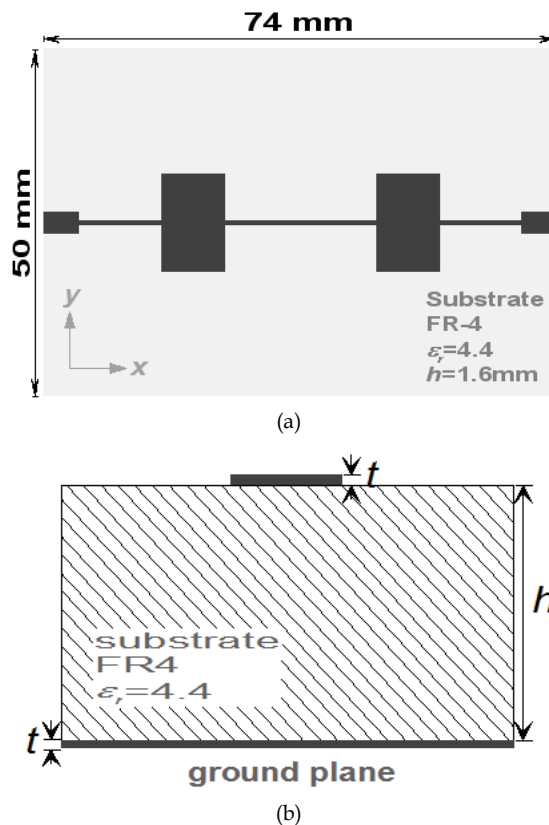 74 mm
50 mm
y
x
Substrate
FR-4
εr=4.4
h=1.6mm
(a)
t
h
substrate
FR4
εr=4.4
t
ground plane
(b)